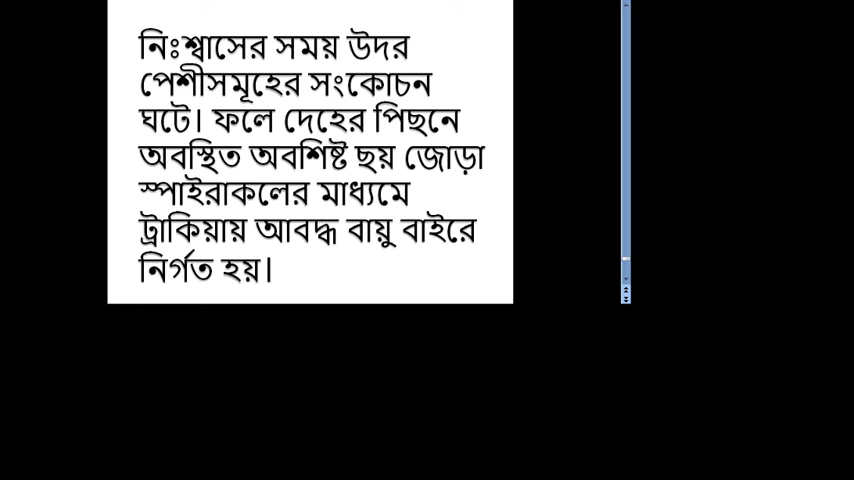 নিঃশ্বাসের সময় উদর
পেশীসমূহের সংকোচন
ঘটে। ফলে দেহের পিছনে
অবস্থিত অবশিষ্ট ছয় জোড়া
স্পাইরাকলের মাধ্যমে
ট্রাকিয়ায় আবদ্ধ বায়ু বাইরে
নির্গত হয়।